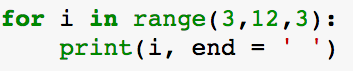 for i in range(3,12,3):
    print(i, end = ' ')